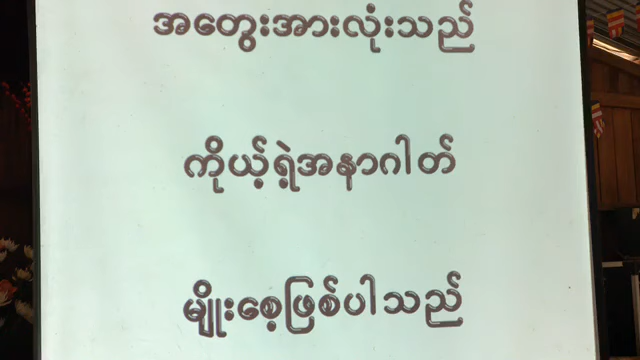 အတွေးအားလုံးသည်
ကိုယ့်ရဲ့အနာဂါတ်
မျိုးစေ့ဖြစ်ပါသည်